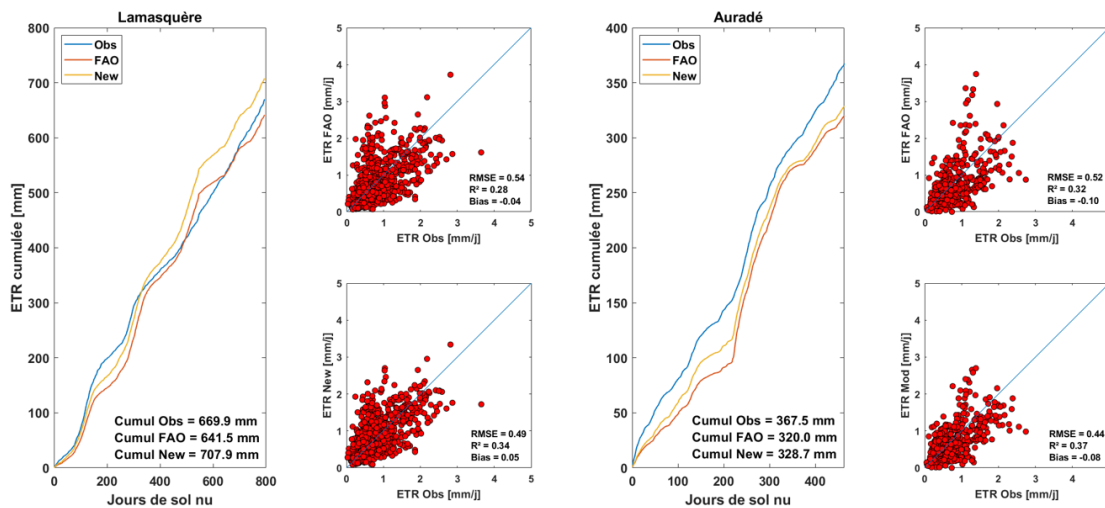 Lamasquère
800
700
600
500
400
300
200
100
0
ETR cumulée [mm]
Obs
FAO
New
Cumul Obs = 669.9 mm
Cumul FAO = 641.5 mm
Cumul New = 707.9 mm
0 200 400 600 800
Jours de sol nu
5
4
3
2
1
0
ETR FAO [mm/j]
RMSE = 0.54
R² = 0.28
Bias = -0.04
0 1 2 3 4 5
ETR Obs [mm/j]
5
4
3
2
1
0
ETR New [mm/j]
RMSE = 0.49
R² = 0.34
Bias = 0.05
0 1 2 3 4 5
ETR Obs [mm/j]
Auradé
400
350
300
250
200
150
100
50
0
ETR cumulée [mm]
Obs
FAO
New
Cumul Obs = 367.5 mm
Cumul FAO = 320.0 mm
Cumul New = 328.7 mm
0 100 200 300 400
Jours de sol nu
5
4
3
2
1
0
ETR FAO [mm/j]
RMSE = 0.52
R² = 0.32
Bias = -0.10
0 1 2 3 4
ETR Obs [mm/j]
5
4
3
2
1
0
ETR Mod [mm/j]
RMSE = 0.44
R² = 0.37
Bias = -0.08
0 1 2 3 4
ETR Obs [mm/j]